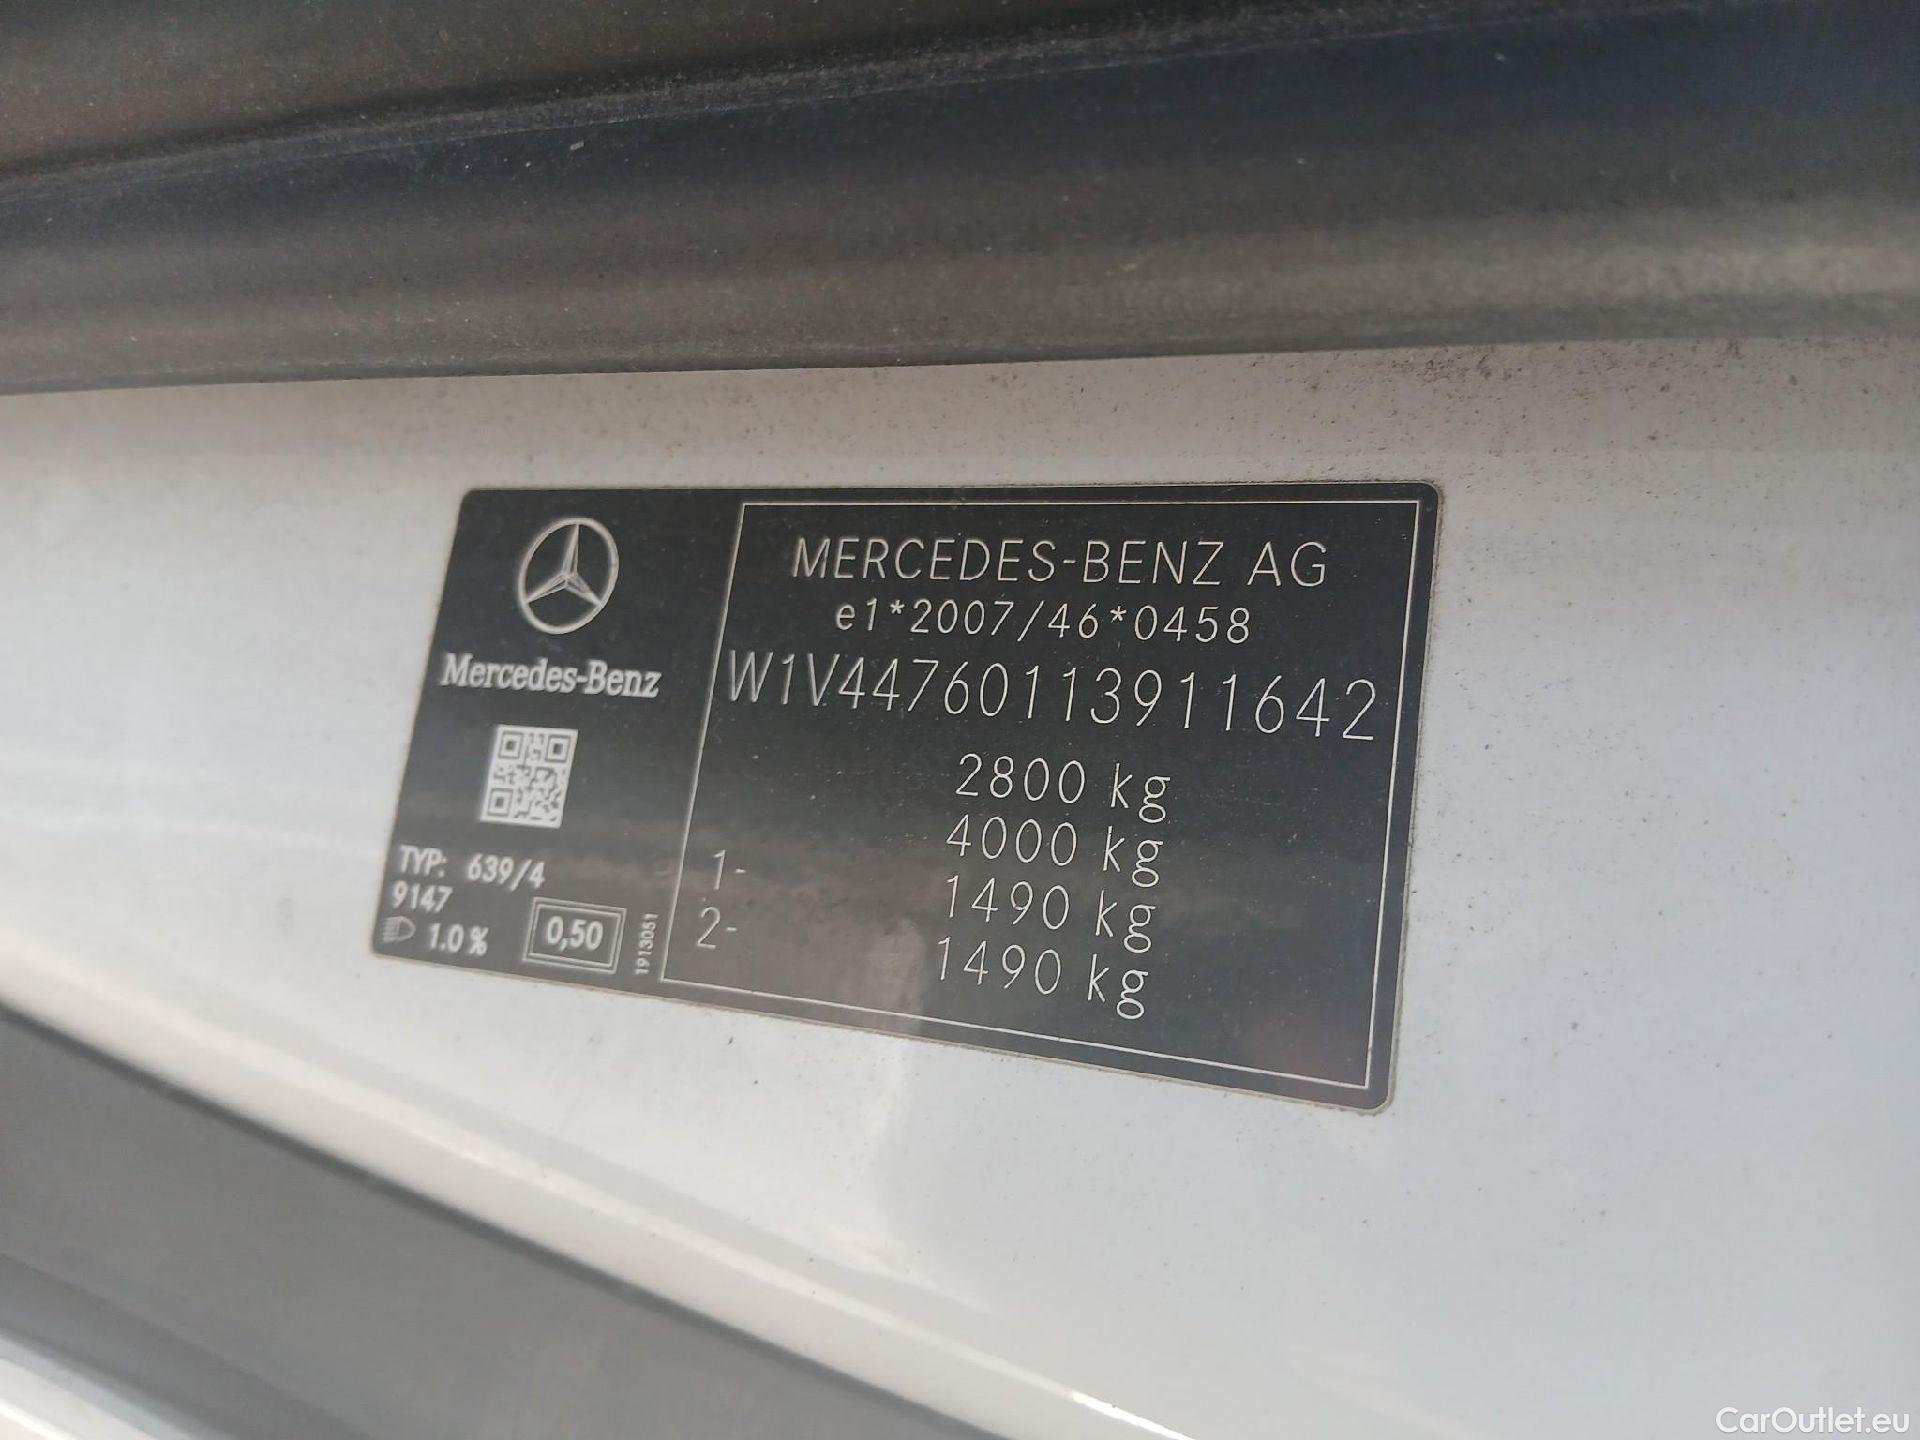 Mercedes-Benz
TYP: 639/4
9147
1.0 %
0,50
1913051
MERCEDES-BENZ AG
e1*2007/46*0458
W1V44760113911642
2800 kg
4000 kg
1- 1490 kg
2- 1490 kg
CarOutlet.eu